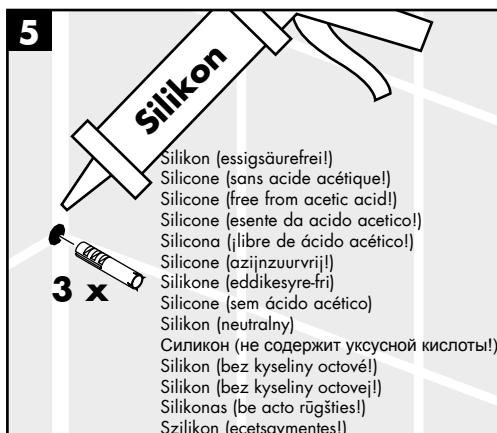 5
Silikon
Silikon (essigsäurefrei!)
Silicone (sans acide acétique!)
Silicone (free from acetic acid!)
Silicone (esente da acido acetico!)
Silicona (¡libre de ácido acético!)
Silicone (azijnzuurvrij!)
Silikone (eddikesyre-fri)
Silicone (sem ácido acético)
Silikon (neutralny)
Силикон (не содержит уксусной кислоты!)
Silikon (bez kyseliny octové!)
Silikon (bez kyseliny octovej!)
Silikonas (be acto rūgšties!)
Szilikon (ecetsavmentes!)
3 x